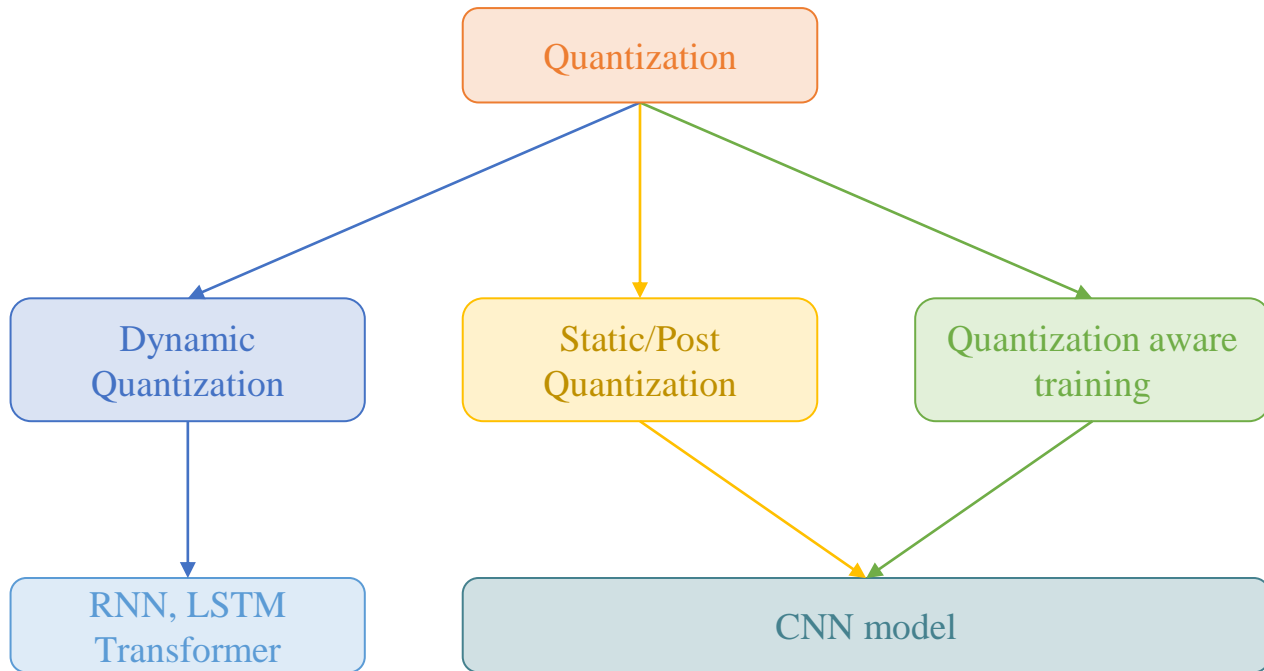 Quantization
Dynamic
Quantization
Static/Post
Quantization
Quantization aware
training
RNN, LSTM
Transformer
CNN model